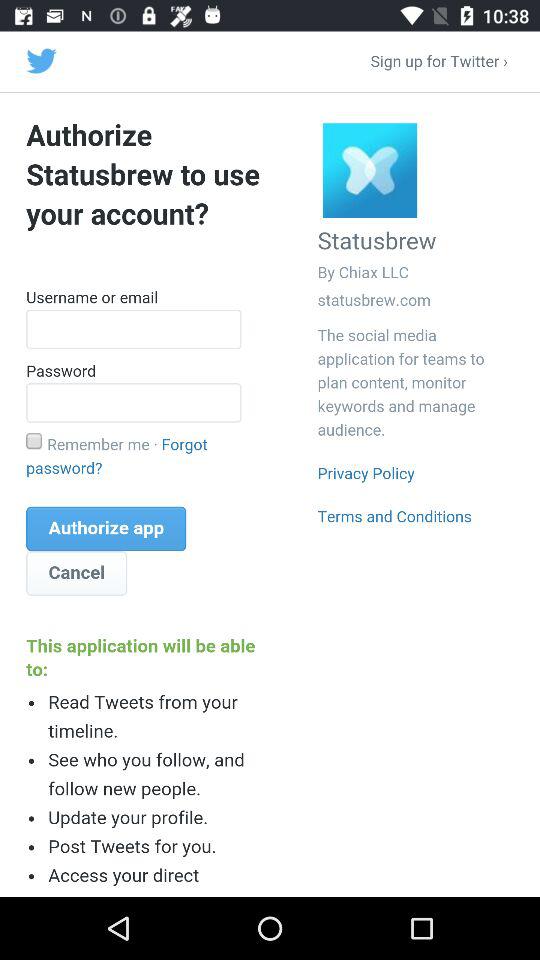 10:38
Sign up for Twitter ›
Authorize
Statusbrew to use
your account?
Username or email
Password
Remember me · Forgot
password?
Authorize app
Cancel
This application will be able
to:
• Read Tweets from your
timeline.
• See who you follow, and
follow new people.
• Update your profile.
• Post Tweets for you.
• Access your direct
Statusbrew
By Chiax LLC
statusbrew.com
The social media
application for teams to
plan content, monitor
keywords and manage
audience.
Privacy Policy
Terms and Conditions